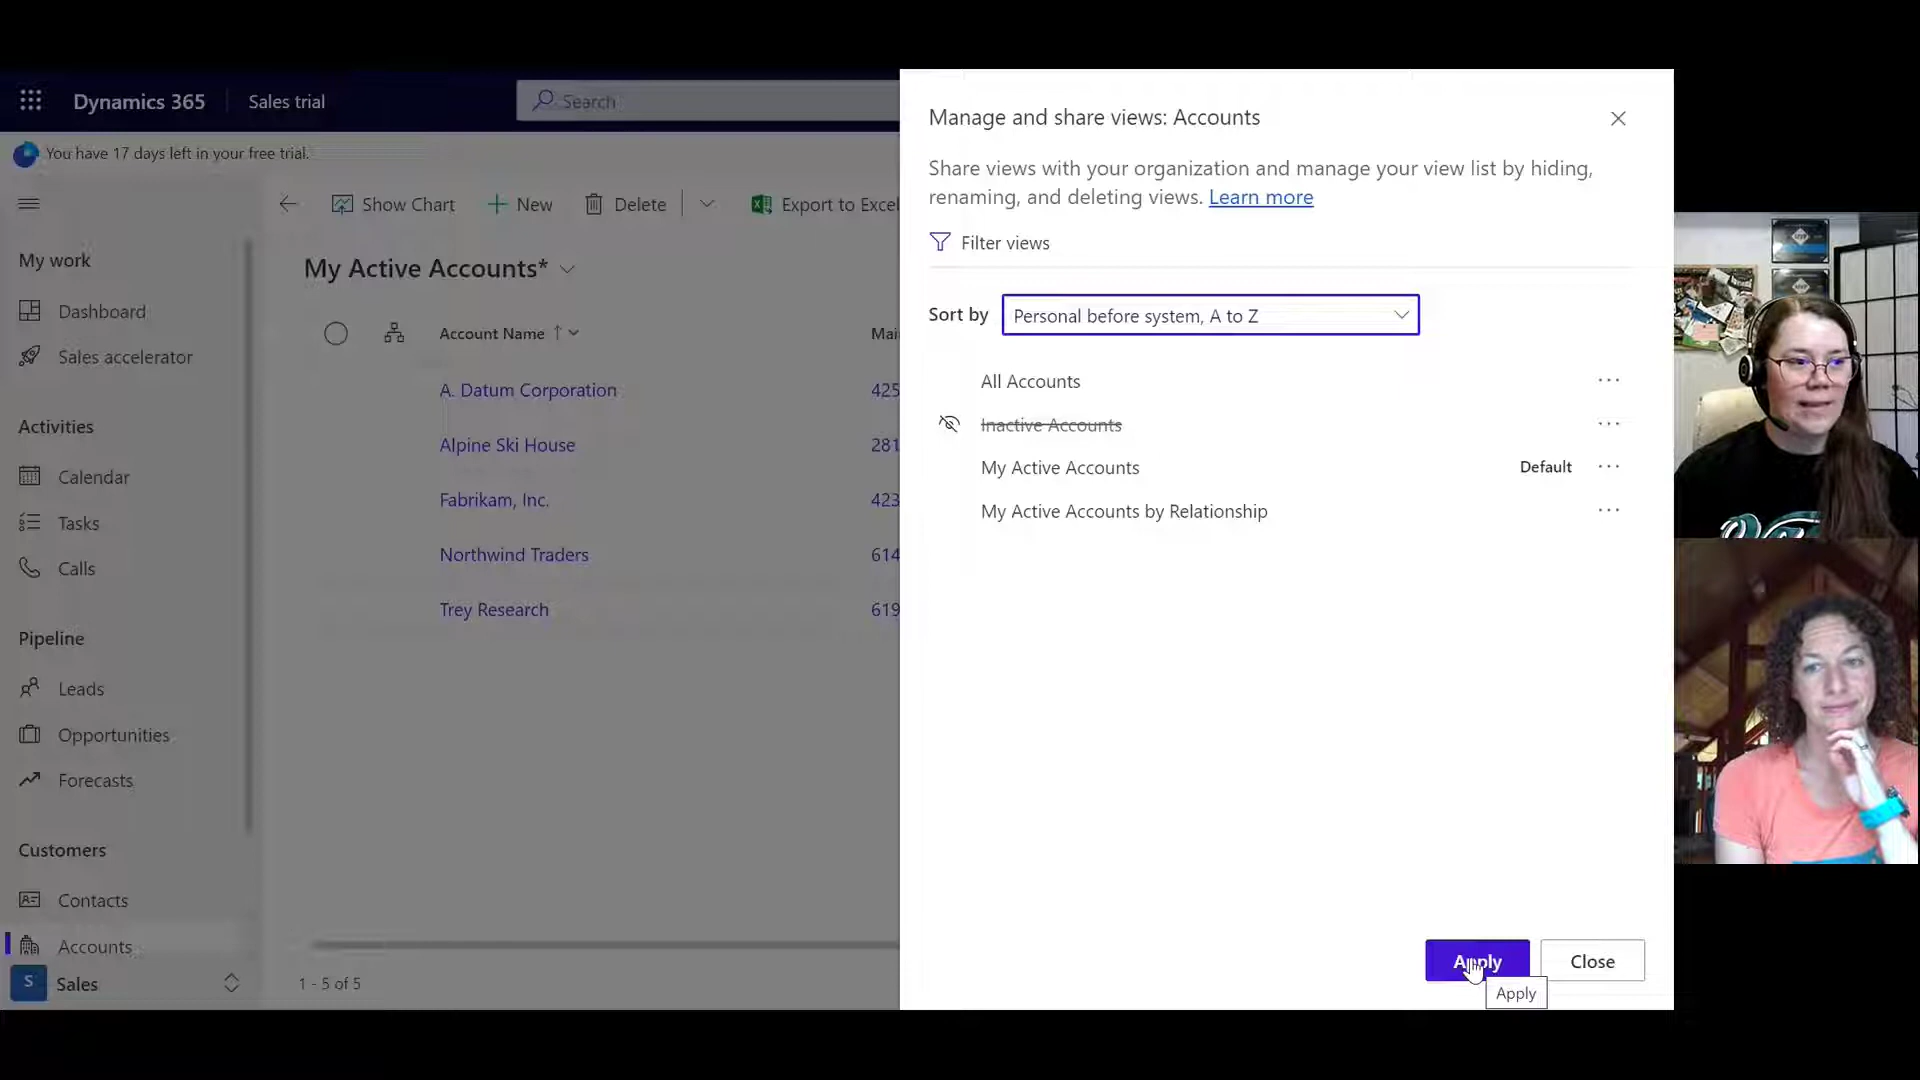 Dynamics 365
Sales trial
Search
You have 17 days left in your free trial.
Show Chart
New
Delete
Export to Excel
My work
Dashboard
Sales accelerator
Activities
Calendar
Tasks
Calls
Pipeline
Leads
Opportunities
Forecasts
Customers
Contacts
Accounts
S
Sales
My Active Accounts*
Account Name
Mai
A. Datum Corporation
425
Alpine Ski House
281
Fabrikam, Inc.
423
Northwind Traders
614
Trey Research
619
1 - 5 of 5
Manage and share views: Accounts
Share views with your organization and manage your view list by hiding,
renaming, and deleting views. Learn more
Filter views
Sort by
Personal before system, A to Z
All Accounts
Inactive Accounts
My Active Accounts
Default
My Active Accounts by Relationship
Apply
Close
Apply